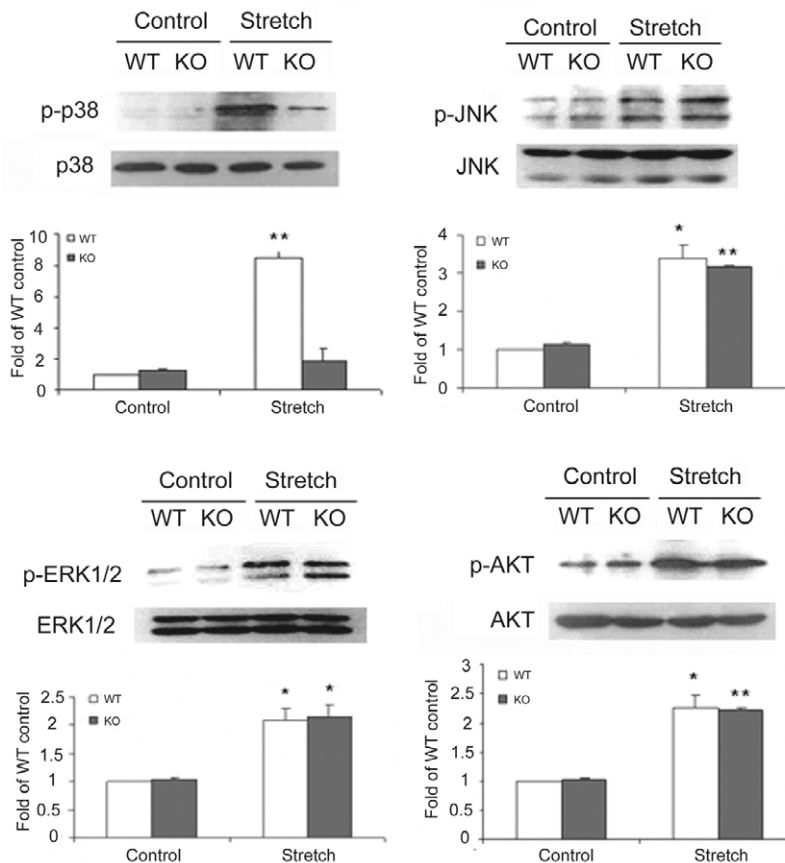 Control Stretch
WT KO WT KO
p-p38
p38
10
8
6
4
2
0
Fold of WT control
WT
KO
**
Control Stretch
Control Stretch
WT KO WT KO
p-JNK
JNK
4
3
2
1
0
Fold of WT control
WT
KO
*
**
Control Stretch
Control Stretch
WT KO WT KO
p-ERK1/2
ERK1/2
2.5
2
1.5
1
0.5
0
Fold of WT control
WT
KO
* *
Control Stretch
Control Stretch
WT KO WT KO
p-AKT
AKT
3
2.5
2
1.5
1
0.5
0
Fold of WT control
WT
KO
*
**
Control Stretch